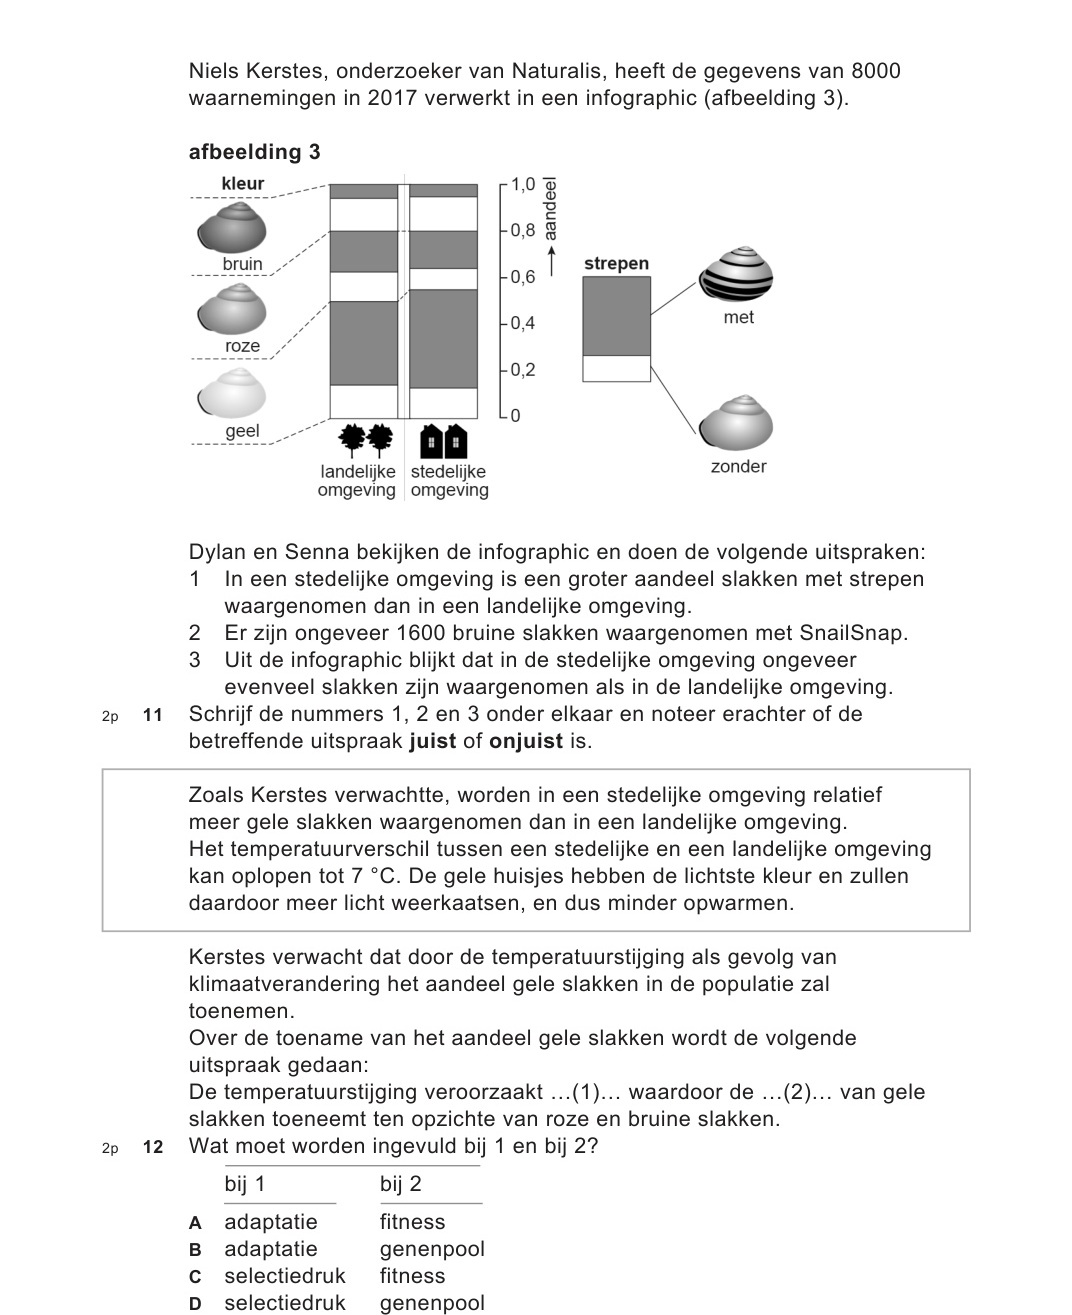 Niels Kerstes, onderzoeker van Naturalis, heeft de gegevens van 8000
waarnemingen in 2017 verwerkt in een infographic (afbeelding 3).
afbeelding 3
kleur
bruin
roze
geel
1,0
0,8
0,6
0,4
0,2
0
aandeel
landelijke
omgeving
stedelijke
omgeving
strepen
met
zonder
Dylan en Senna bekijken de infographic en doen de volgende uitspraken:
1 In een stedelijke omgeving is een groter aandeel slakken met strepen
waargenomen dan in een landelijke omgeving.
2 Er zijn ongeveer 1600 bruine slakken waargenomen met SnailSnap.
3 Uit de infographic blijkt dat in de stedelijke omgeving ongeveer
evenveel slakken zijn waargenomen als in de landelijke omgeving.
2p 11 Schrijf de nummers 1, 2 en 3 onder elkaar en noteer erachter of de
betreffende uitspraak juist of onjuist is.
Zoals Kerstes verwachtte, worden in een stedelijke omgeving relatief
meer gele slakken waargenomen dan in een landelijke omgeving.
Het temperatuurverschil tussen een stedelijke en een landelijke omgeving
kan oplopen tot 7 °C. De gele huisjes hebben de lichtste kleur en zullen
daardoor meer licht weerkaatsen, en dus minder opwarmen.
Kerstes verwacht dat door de temperatuurstijging als gevolg van
klimaatverandering het aandeel gele slakken in de populatie zal
toenemen.
Over de toename van het aandeel gele slakken wordt de volgende
uitspraak gedaan:
De temperatuurstijging veroorzaakt …(1)… waardoor de …(2)… van gele
slakken toeneemt ten opzichte van roze en bruine slakken.
2p 12 Wat moet worden ingevuld bij 1 en bij 2?
bij 1 bij 2
A adaptatie fitness
B adaptatie genenpool
C selectiedruk fitness
D selectiedruk genenpool